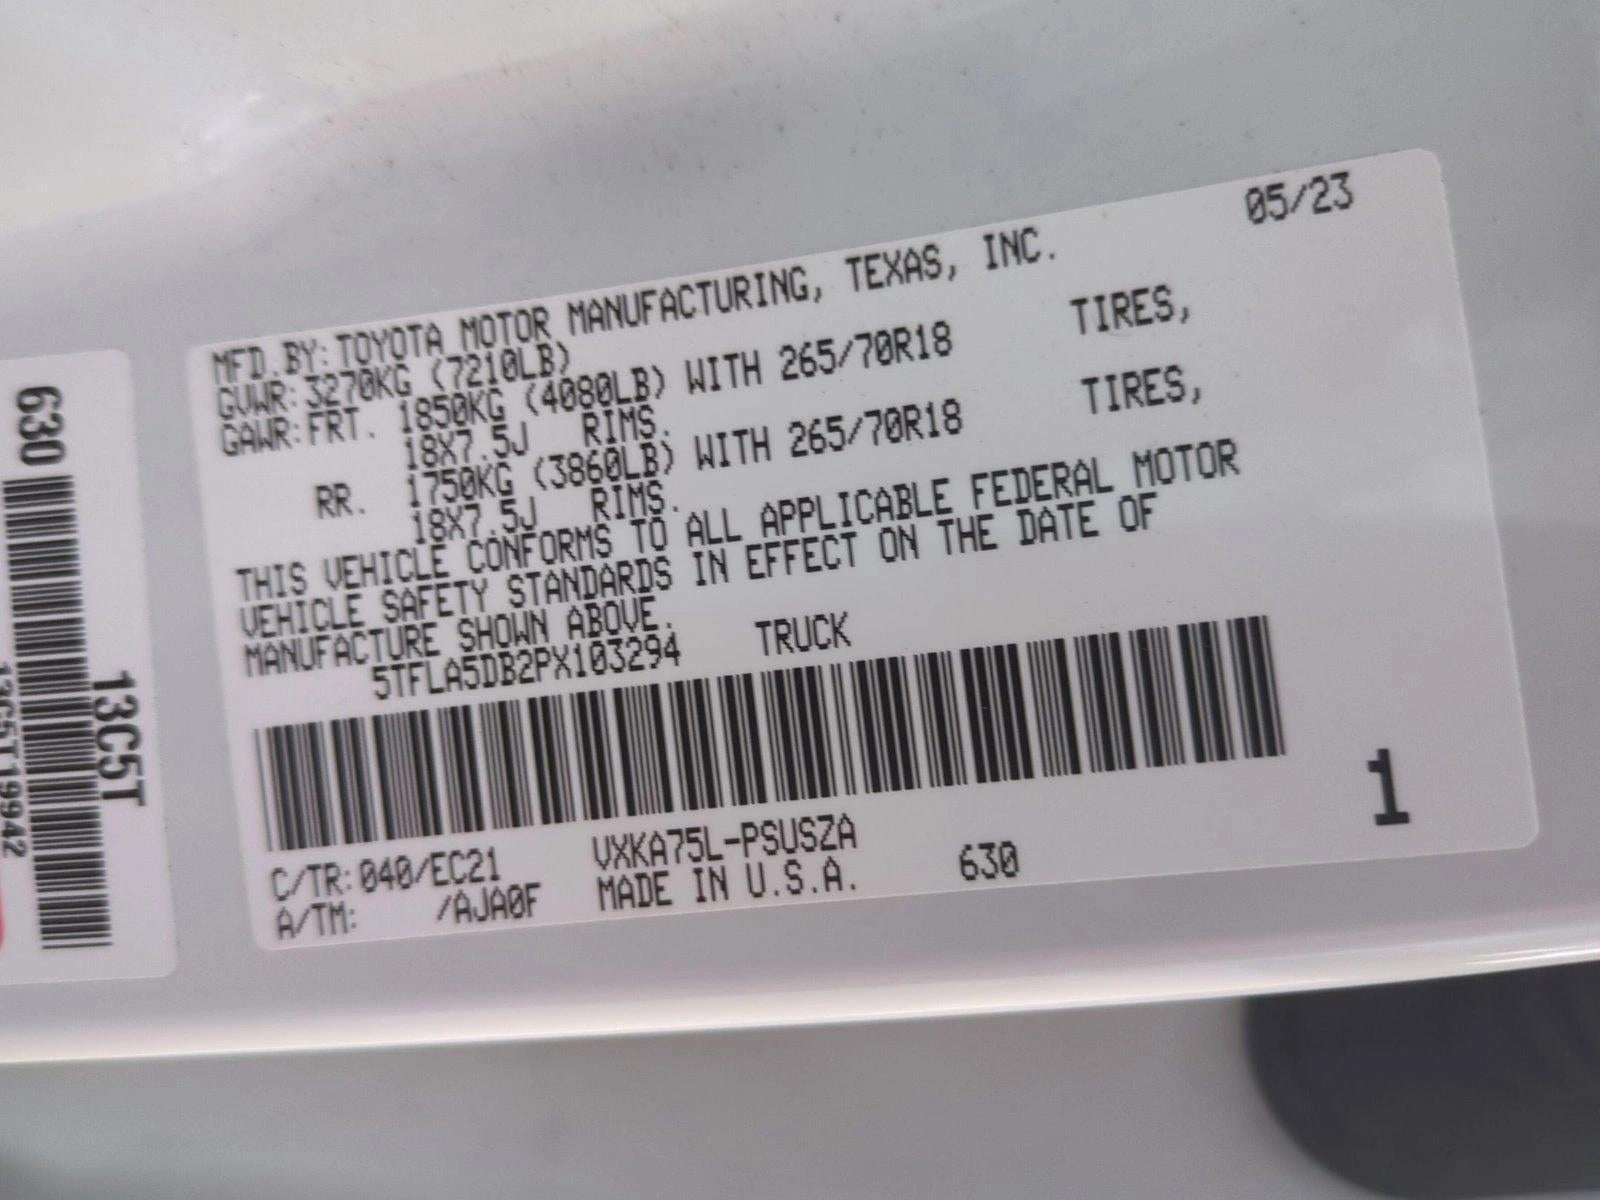 05/23
MFD.BY: TOYOTA MOTOR MANUFACTURING, TEXAS, INC.
GVWR: 3270KG (7210LB)
GAWR: FRT. 1850KG (4080LB) WITH 265/70R18 TIRES,
18X7.5J RIMS.
RR. 1750KG (3860LB) WITH 265/70R18 TIRES,
18X7.5J RIMS.
THIS VEHICLE CONFORMS TO ALL APPLICABLE FEDERAL MOTOR
VEHICLE SAFETY STANDARDS IN EFFECT ON THE DATE OF
MANUFACTURE SHOWN ABOVE.
5TFLA5DB2PX103294 TRUCK
C/TR: 040/EC21 VXKA75L-PSUSZA 630 1
A/TM: /AJA0F MADE IN U.S.A.
630
13C5T
13C5T19942